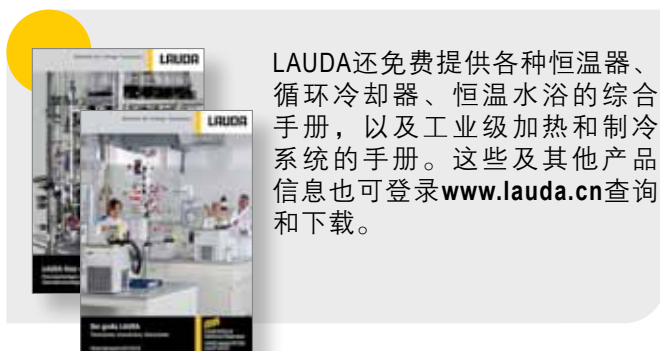 LAUDA
LAUDA
Der große LAUDA
LAUDA还免费提供各种恒温器、
循环冷却器、恒温水浴的综合
手册，以及工业级加热和制冷
系统的手册。这些及其他产品
信息也可登录www.lauda.cn查询
和下载。